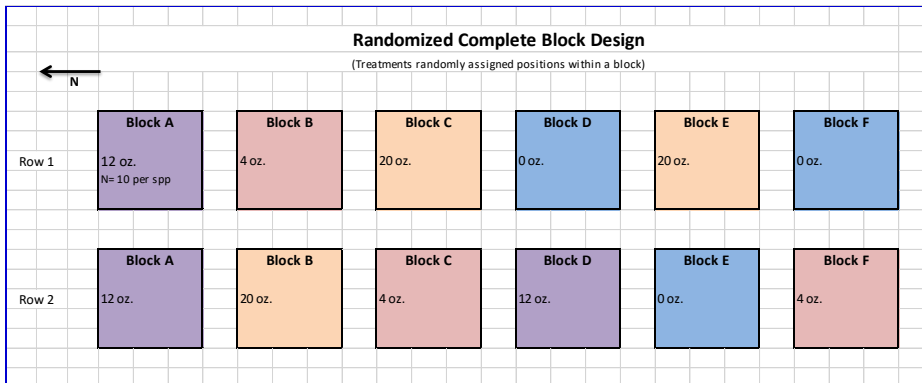 Randomized Complete Block Design
(Treatments randomly assigned positions within a block)
N
Block A Block B Block C Block D Block E Block F
Row 1 12 oz. 4 oz. 20 oz. 0 oz. 20 oz. 0 oz.
N= 10 per spp
Block A Block B Block C Block D Block E Block F
Row 2 12 oz. 20 oz. 4 oz. 12 oz. 0 oz. 4 oz.